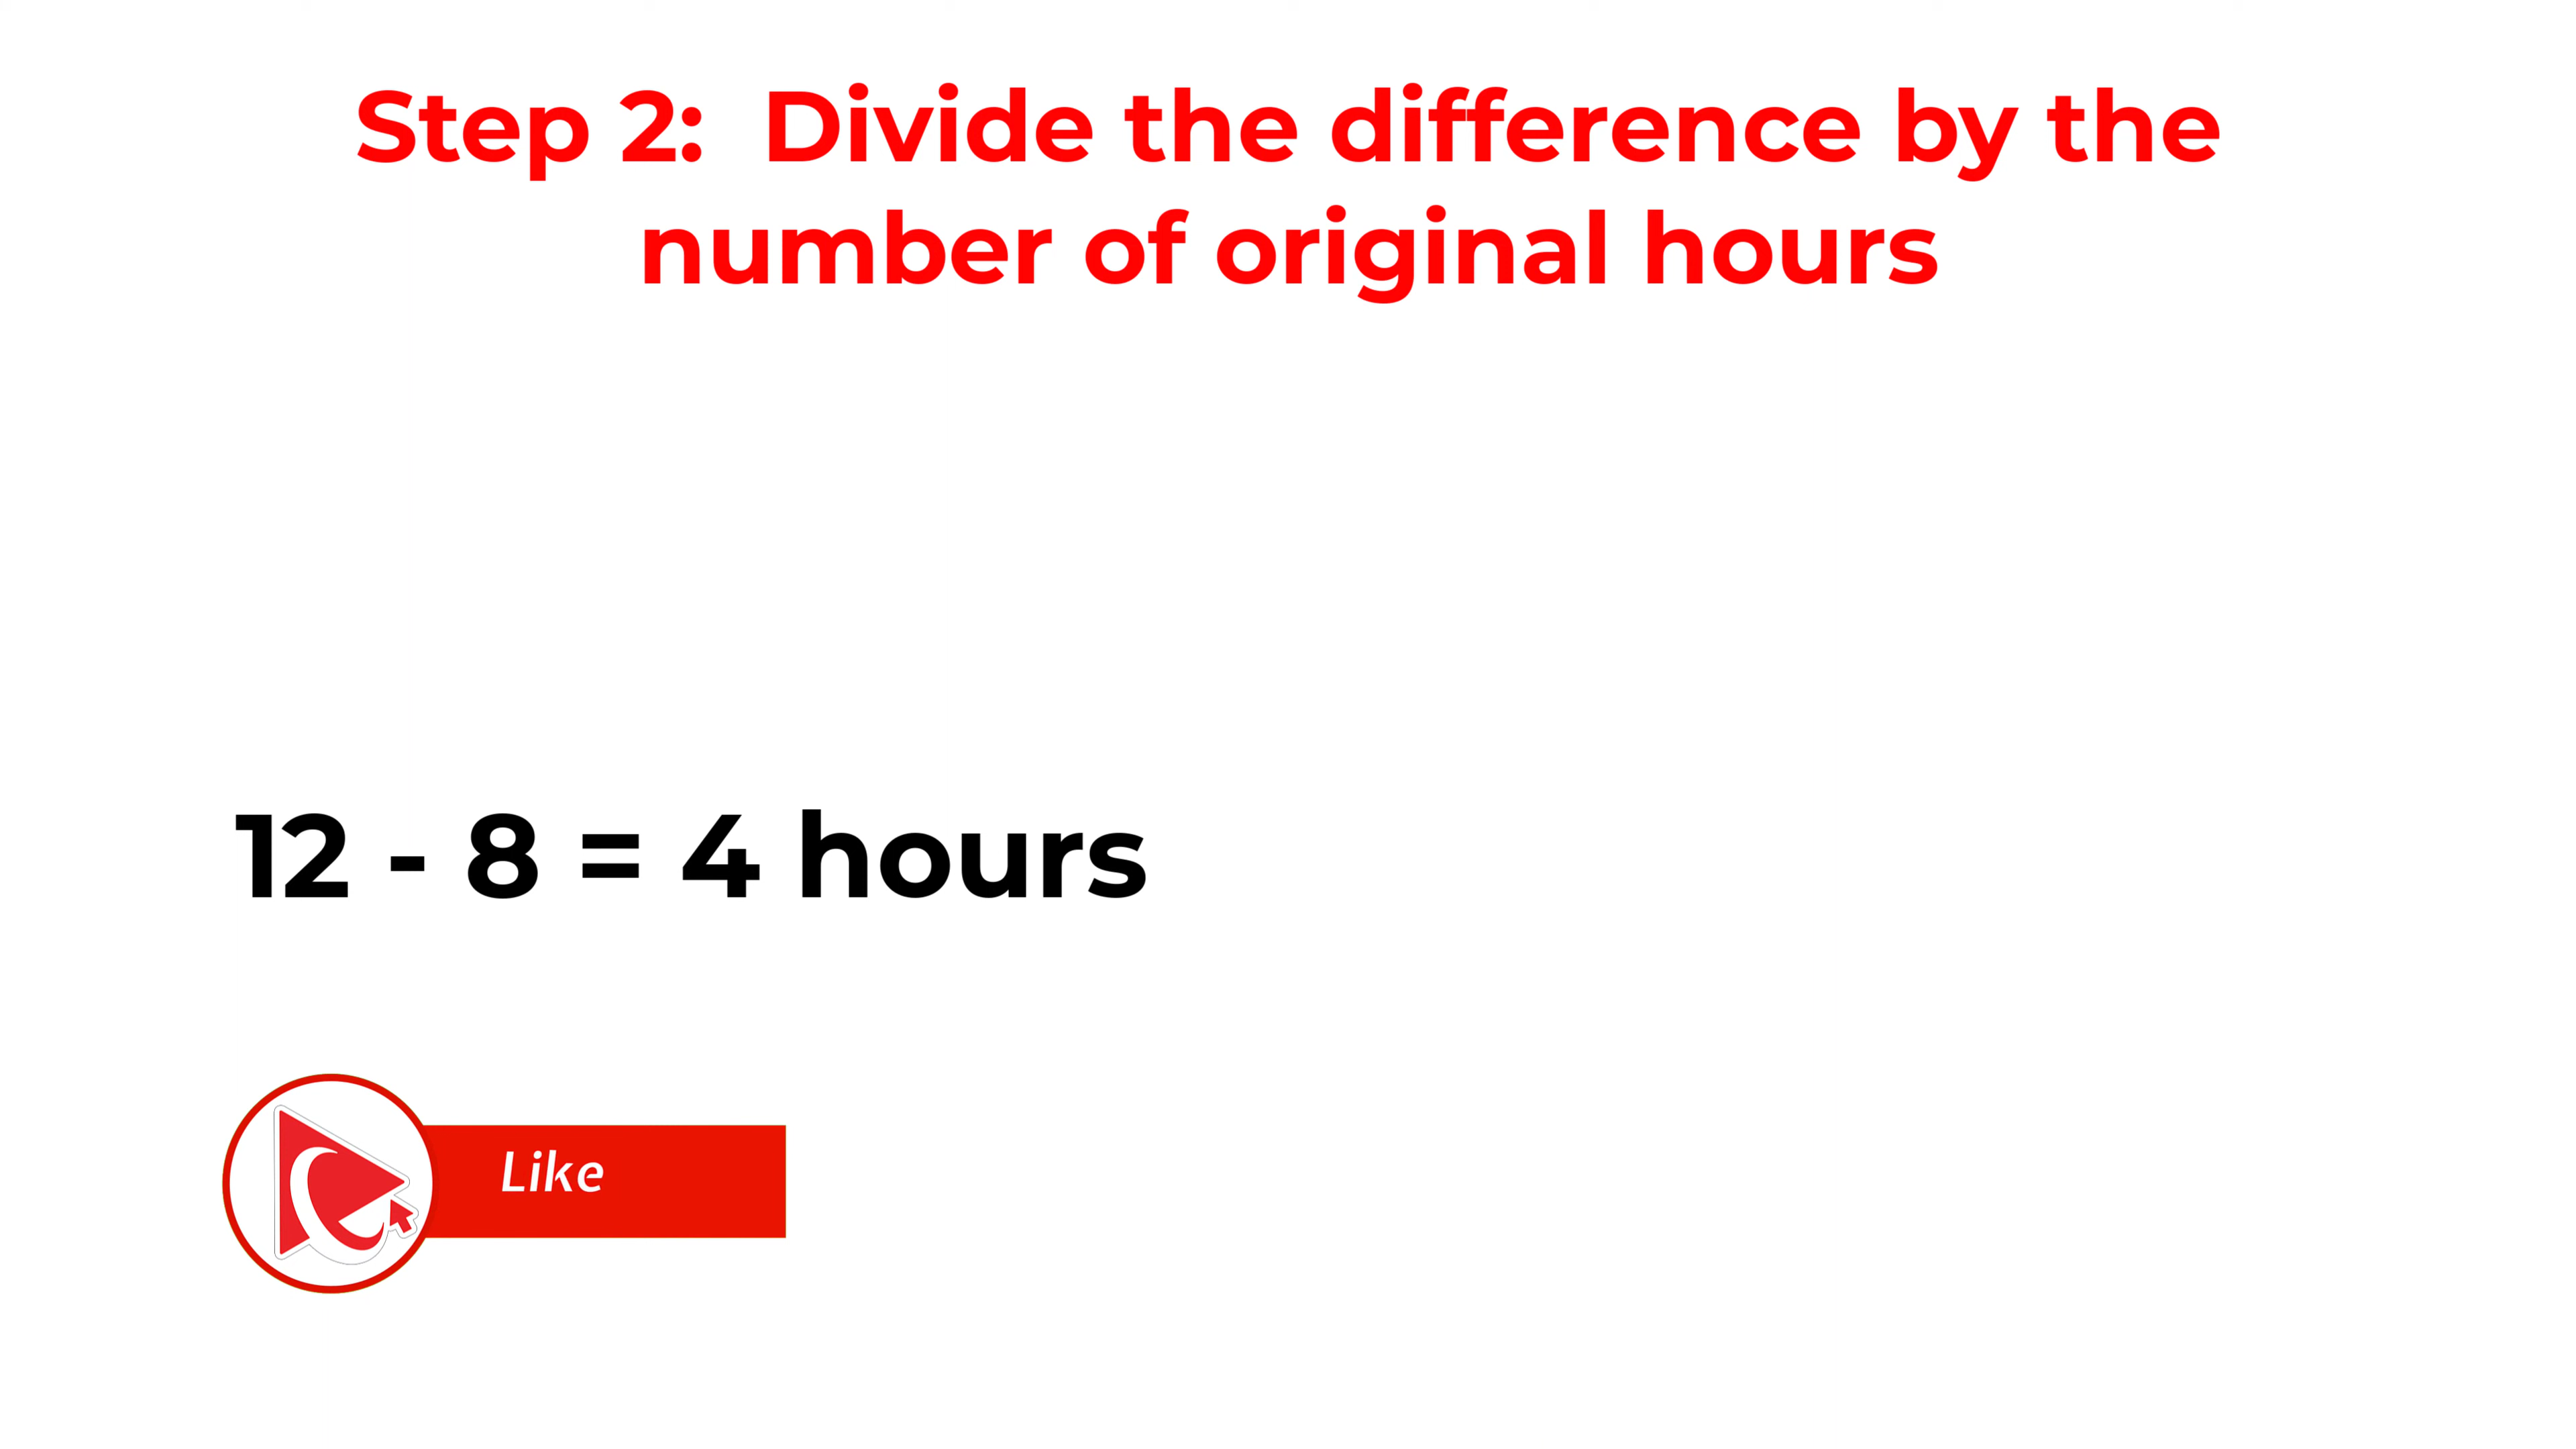 Step 2: Divide the difference by the
number of original hours
12 - 8 = 4 hours
Like